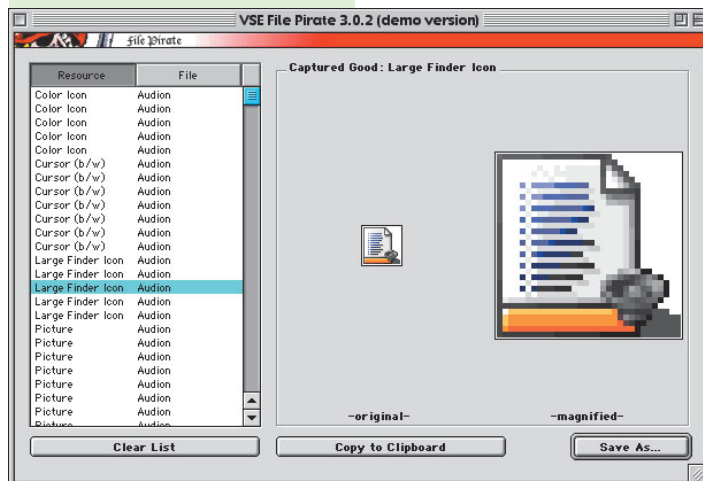 VSE File Pirate 3.0.2 (demo version)
File Pirate
Resource File
Color Icon Audion
Color Icon Audion
Color Icon Audion
Color Icon Audion
Color Icon Audion
Cursor (b/w) Audion
Cursor (b/w) Audion
Cursor (b/w) Audion
Cursor (b/w) Audion
Cursor (b/w) Audion
Cursor (b/w) Audion
Cursor (b/w) Audion
Large Finder Icon Audion
Large Finder Icon Audion
Large Finder Icon Audion
Large Finder Icon Audion
Large Finder Icon Audion
Picture Audion
Picture Audion
Picture Audion
Picture Audion
Picture Audion
Picture Audion
Picture Audion
Picture Audion
Captured Good: Large Finder Icon
-original- -magnified-
Clear List Copy to Clipboard Save As...